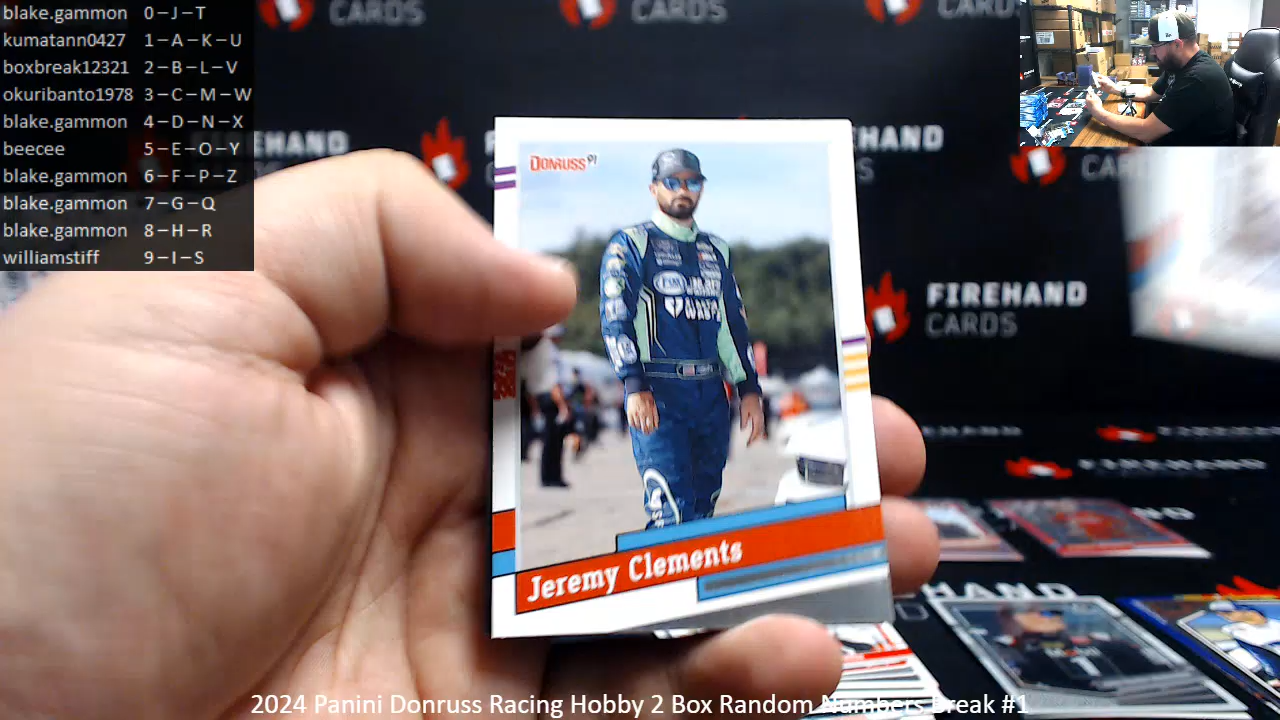 blake.gammon 0-J-T
kumatann0427 1-A-K-U
boxbreak12321 2-B-L-V
okuribanto1978 3-C-M-W
blake.gammon 4-D-N-X
beecee 5-E-O-Y
blake.gammon 6-F-P-Z
blake.gammon 7-G-Q
blake.gammon 8-H-R
williamstiff 9-I-S
CARDS
CARDS
CARD
FIREHAND
FIREHAND
CARDS
Donruss
Jeremy Clements
2024 Panini Donruss Racing Hobby 2 Box Random Numbers Break #1